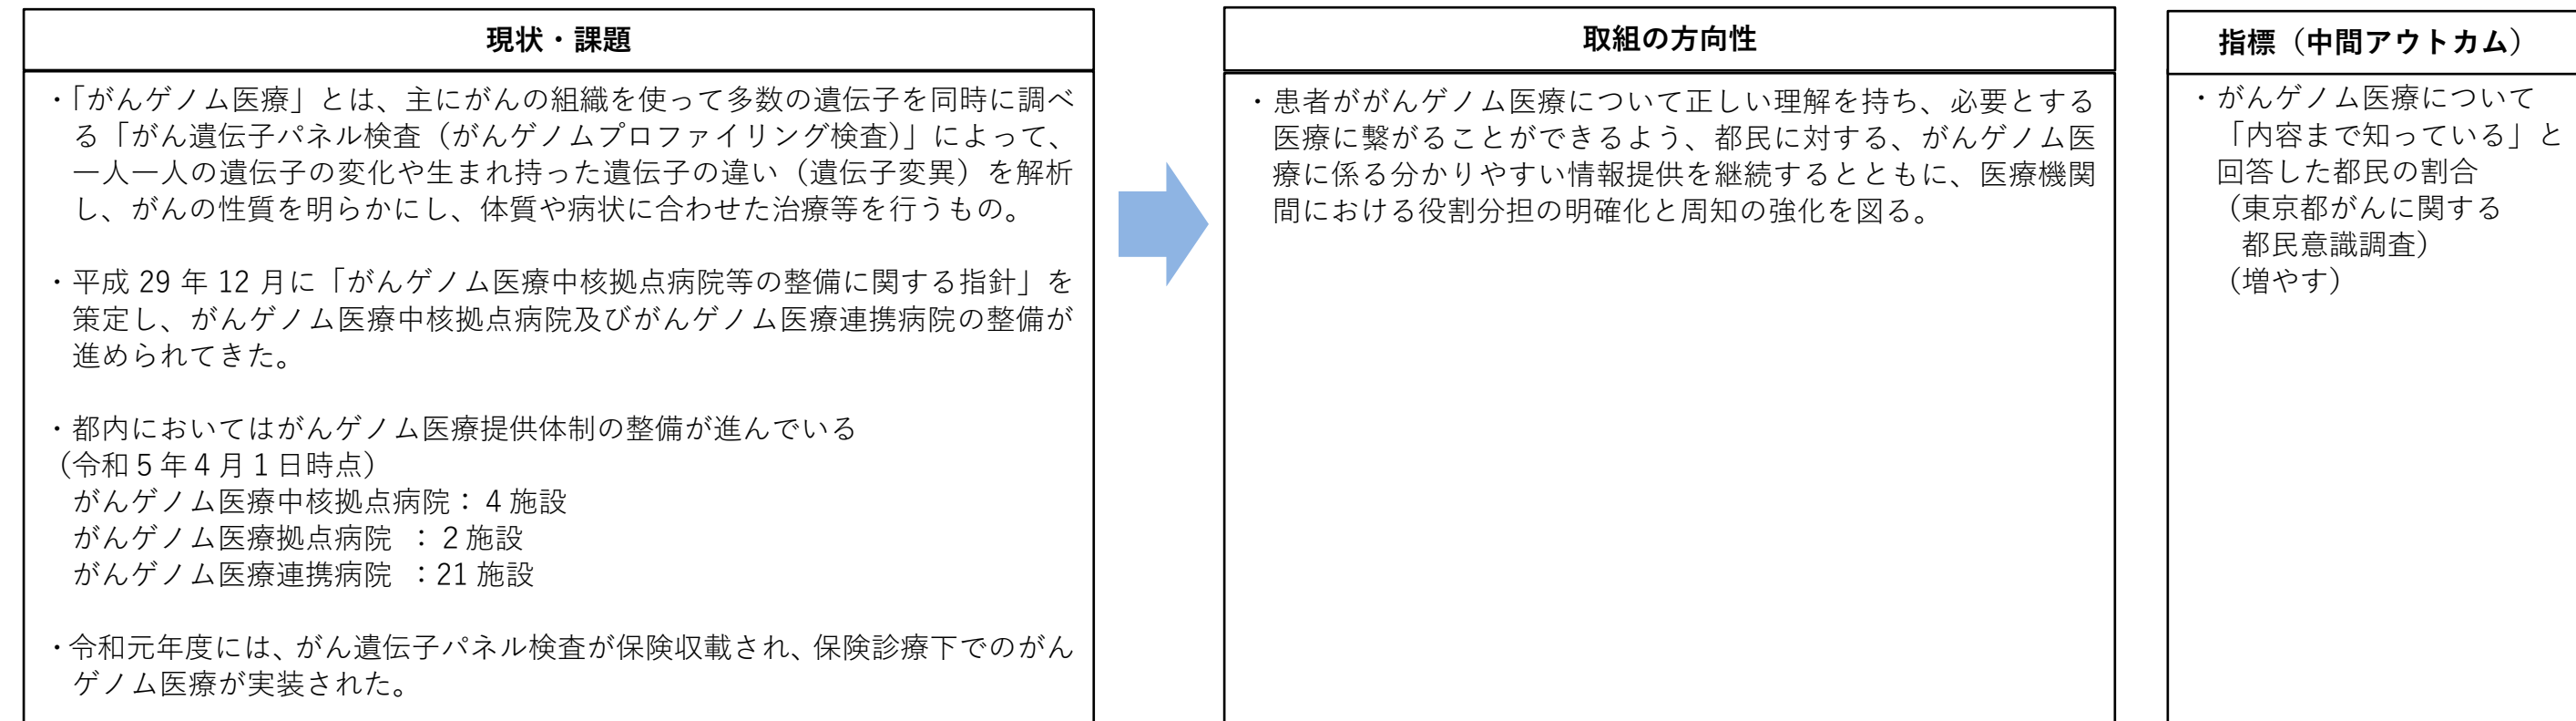 現状・課題
・「がんゲノム医療」とは、主にがんの組織を使って多数の遺伝子を同時に調べ
る「がん遺伝子パネル検査（がんゲノムプロファイリング検査）」によって、
一人一人の遺伝子の変化や生まれ持った遺伝子の違い（遺伝子変異）を解析
し、がんの性質を明らかにし、体質や病状に合わせた治療等を行うもの。
・平成 29 年 12 月に「がんゲノム医療中核拠点病院等の整備に関する指針」を
策定し、がんゲノム医療中核拠点病院及びがんゲノム医療連携病院の整備が
進められてきた。
・都内においてはがんゲノム医療提供体制の整備が進んでいる
（令和５年４月１日時点）
がんゲノム医療中核拠点病院：４施設
がんゲノム医療拠点病院 ：２施設
がんゲノム医療連携病院 ：21 施設
・令和元年度には、がん遺伝子パネル検査が保険収載され、保険診療下でのがん
ゲノム医療が実装された。
取組の方向性
・患者ががんゲノム医療について正しい理解を持ち、必要とする
医療に繋がることができるよう、都民に対する、がんゲノム医
療に係る分かりやすい情報提供を継続するとともに、医療機関
間における役割分担の明確化と周知の強化を図る。
指標（中間アウトカム）
・がんゲノム医療について
「内容まで知っている」と
回答した都民の割合
（東京都がんに関する
都民意識調査）
（増やす）